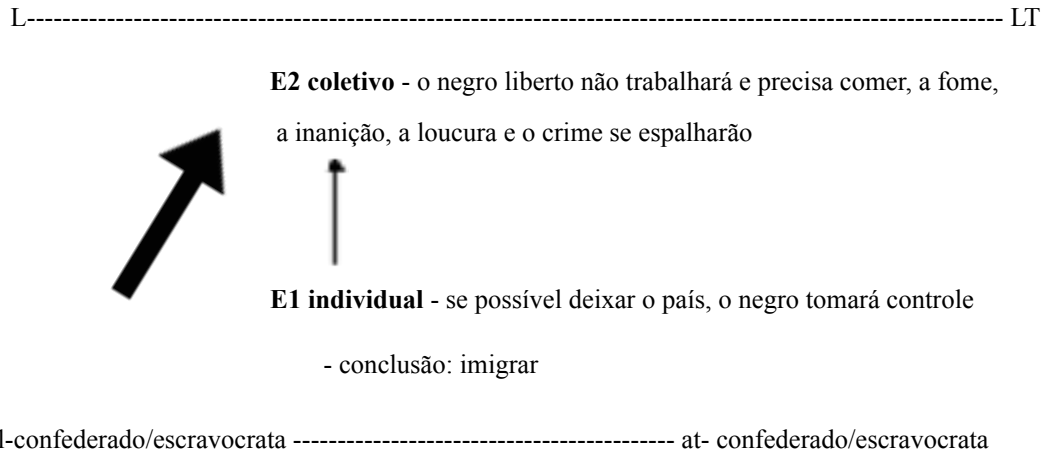 L-------------------------------------------------------------------------------------------------------------- LT
E2 coletivo - o negro liberto não trabalhará e precisa comer, a fome,
a inanição, a loucura e o crime se espalharão
E1 individual - se possível deixar o país, o negro tomará controle
- conclusão: imigrar
l-confederado/escravocrata ------------------------------------------- at- confederado/escravocrata